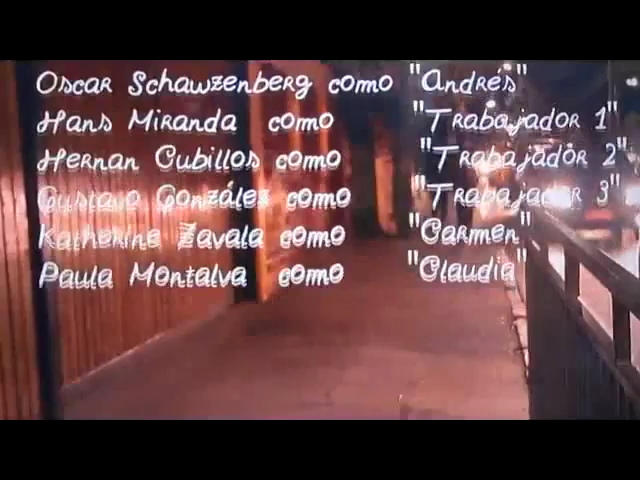 Oscar Schawzenberg como "Andrés"
Hans Miranda como "Trabajador 1"
Hernan Cubillos como "Trabajador 2"
Gustavo González como "Trabajador 3"
Katherine Zavala como "Carmen"
Paula Montalva como "Claudia"